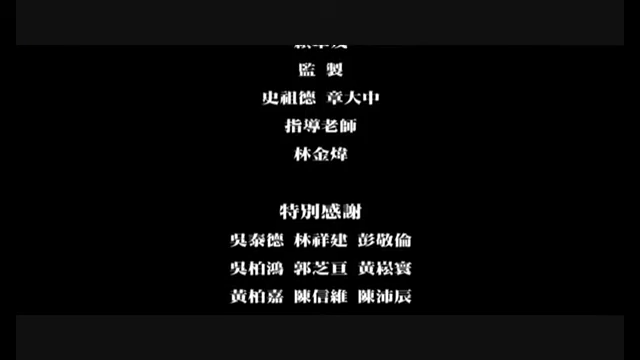 監 製
史祖德 章大中
指導老師
林金煒
特別感謝
吳泰德 林祥建 彭敬倫
吳柏鴻 郭芝亘 黃崧寰
黃柏嘉 陳信維 陳沛辰